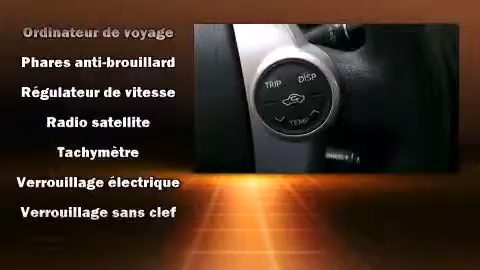 Ordinateur de voyage
Phares anti-brouillard
Régulateur de vitesse
Radio satellite
Tachymètre
Verrouillage électrique
Verrouillage sans clef
TRIP DISP
TEMP